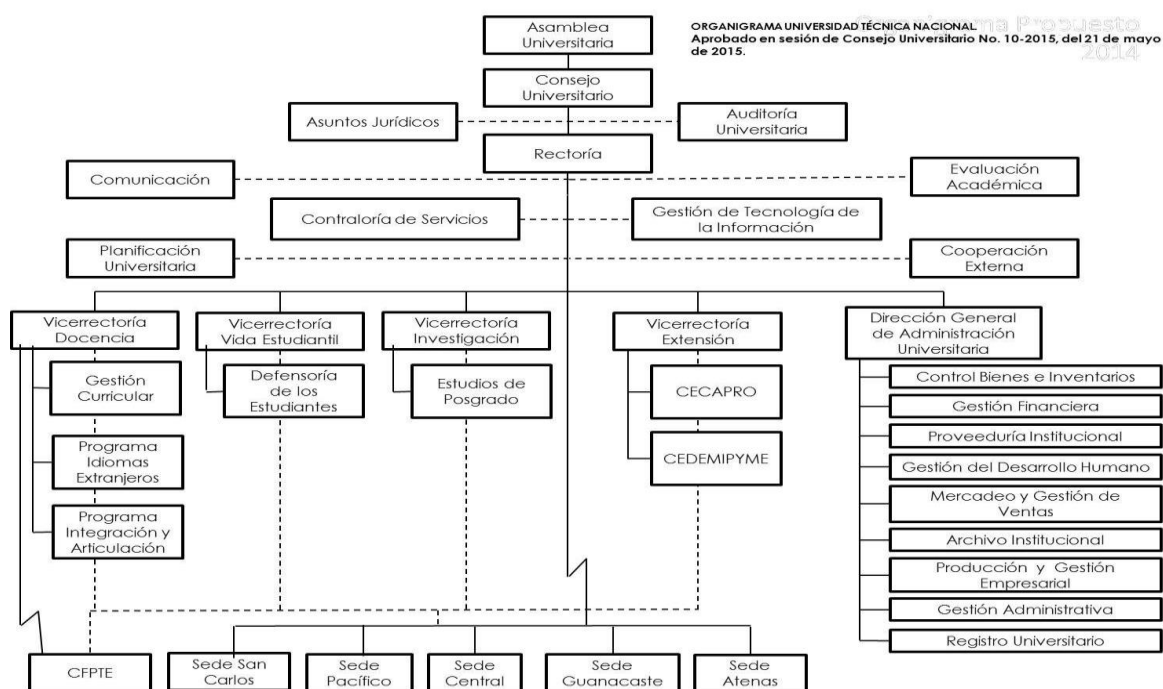 Organigrama Propuesto
2014
ORGANIGRAMA UNIVERSIDAD TÉCNICA NACIONAL
Aprobado en sesión de Consejo Universitario No. 10-2015, del 21 de mayo
de 2015.
Asamblea
Universitaria
Consejo
Universitario
Asuntos Jurídicos
Auditoría
Universitaria
Rectoría
Comunicación
Evaluación
Académica
Contraloría de Servicios
Gestión de Tecnología de
la Información
Planificación
Universitaria
Cooperación
Externa
Vicerrectoría
Docencia
Vicerrectoría
Vida Estudiantil
Vicerrectoría
Investigación
Vicerrectoría
Extensión
Dirección General
de Administración
Universitaria
Gestión
Curricular
Programa
Idiomas
Extranjeros
Programa
Integración y
Articulación
Defensoría
de los
Estudiantes
Estudios de
Posgrado
CECAPRO
CEDEMIPYME
Control Bienes e Inventarios
Gestión Financiera
Proveeduría Institucional
Gestión del Desarrollo Humano
Mercadeo y Gestión de
Ventas
Archivo Institucional
Producción y Gestión
Empresarial
Gestión Administrativa
Registro Universitario
CFPTE
Sede San
Carlos
Sede
Pacífico
Sede
Central
Sede
Guanacaste
Sede
Atenas